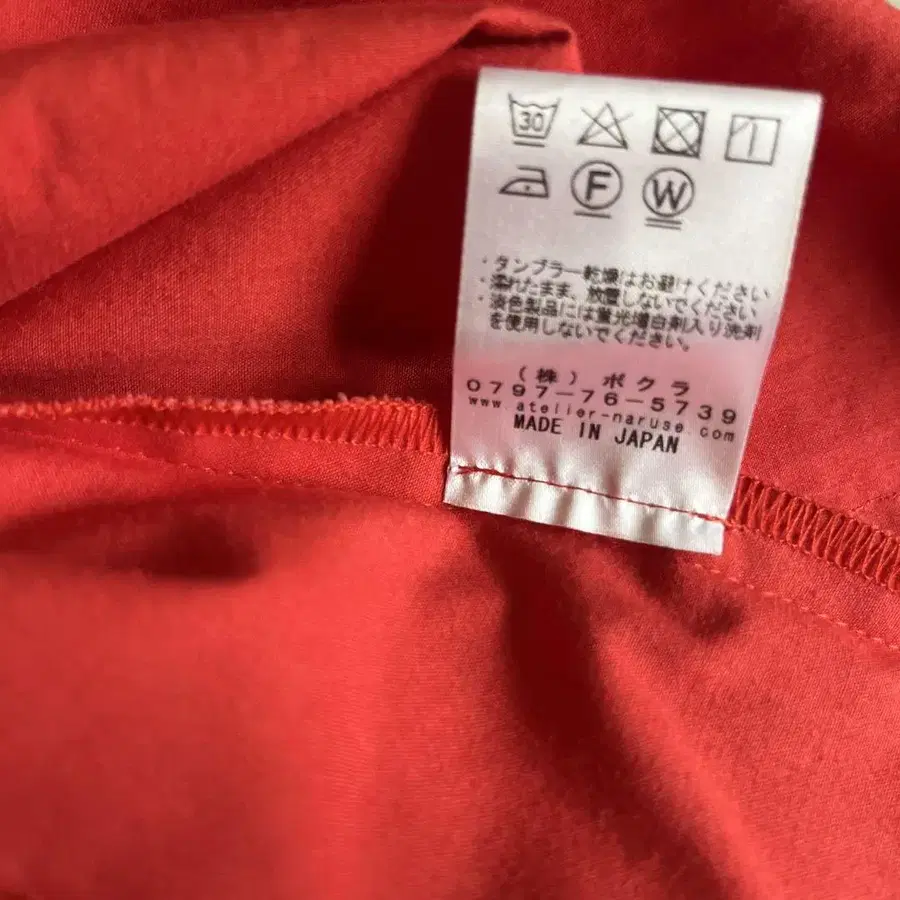 30
F W
・タンブラー乾燥はお避けください
・濡れたまま、放置しないでください
・淡色製品には蛍光増白剤入り洗剤
を使用しないでください。
(株) ボクラ
0797-76-5739
www.atelier-naruse.com
MADE IN JAPAN